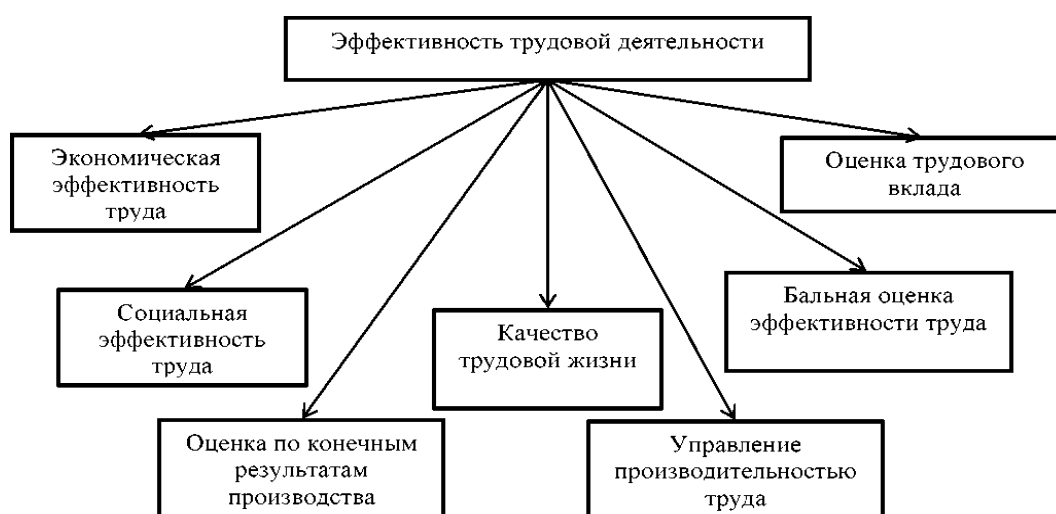 Эффективность трудовой деятельности
Экономическая
эффективность
труда
Оценка трудового
вклада
Социальная
эффективность
труда
Качество
трудовой жизни
Бальная оценка
эффективности труда
Оценка по конечным
результатам
производства
Управление
производительностью
труда